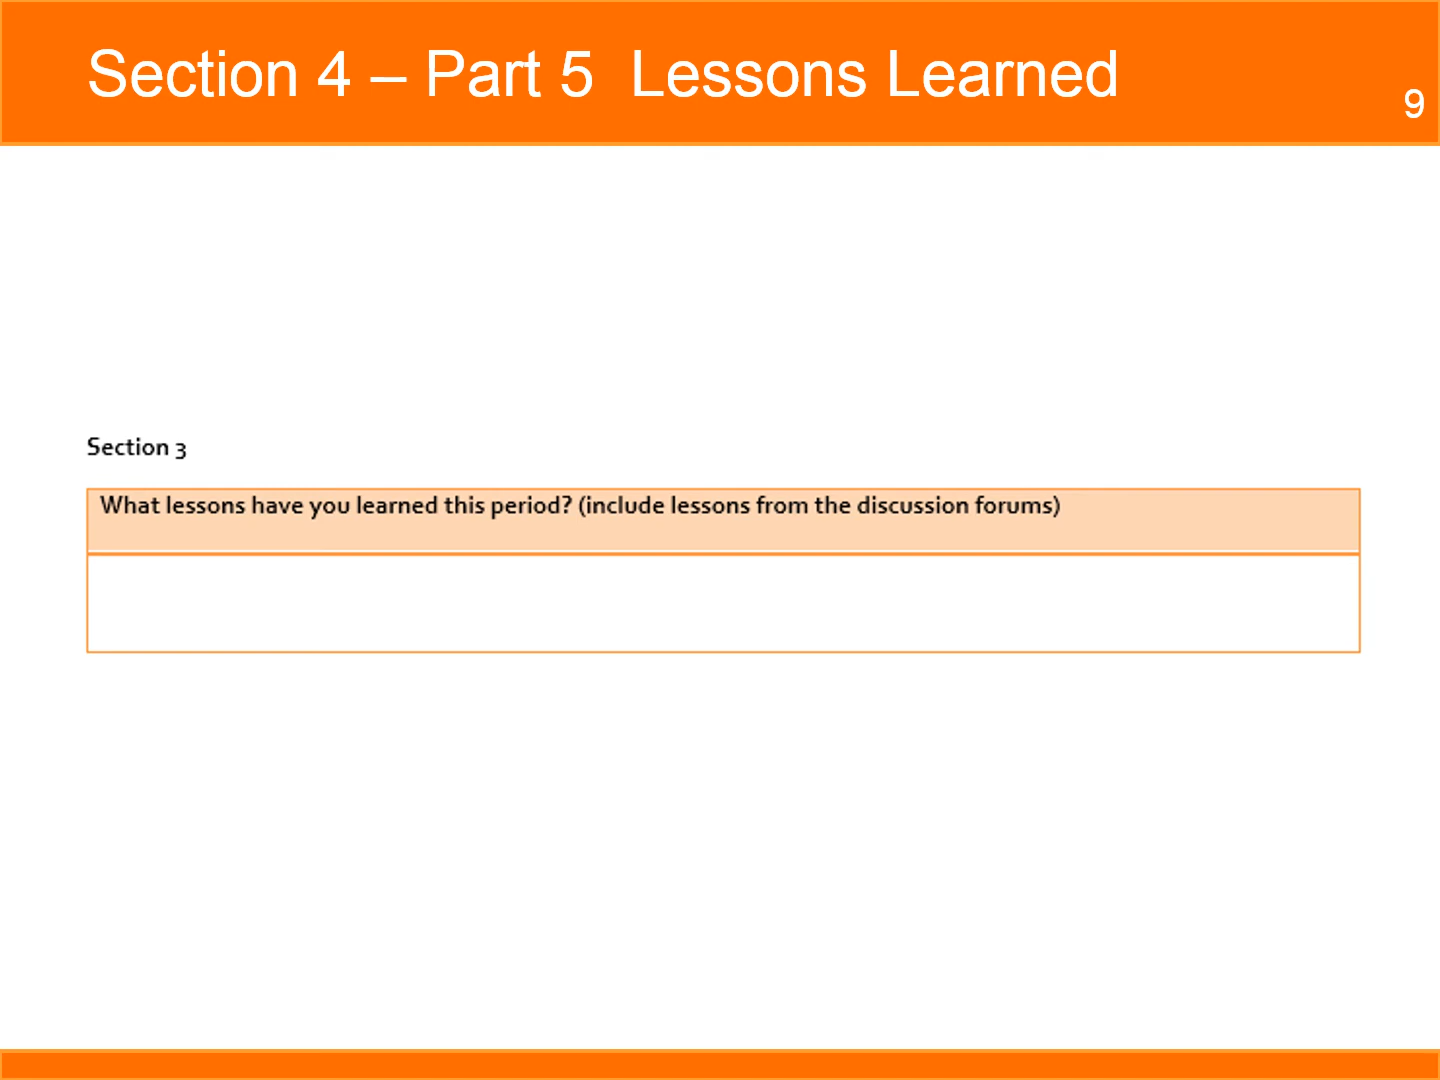 Section 4 – Part 5  Lessons Learned
9
Section 3
What lessons have you learned this period? (include lessons from the discussion forums)